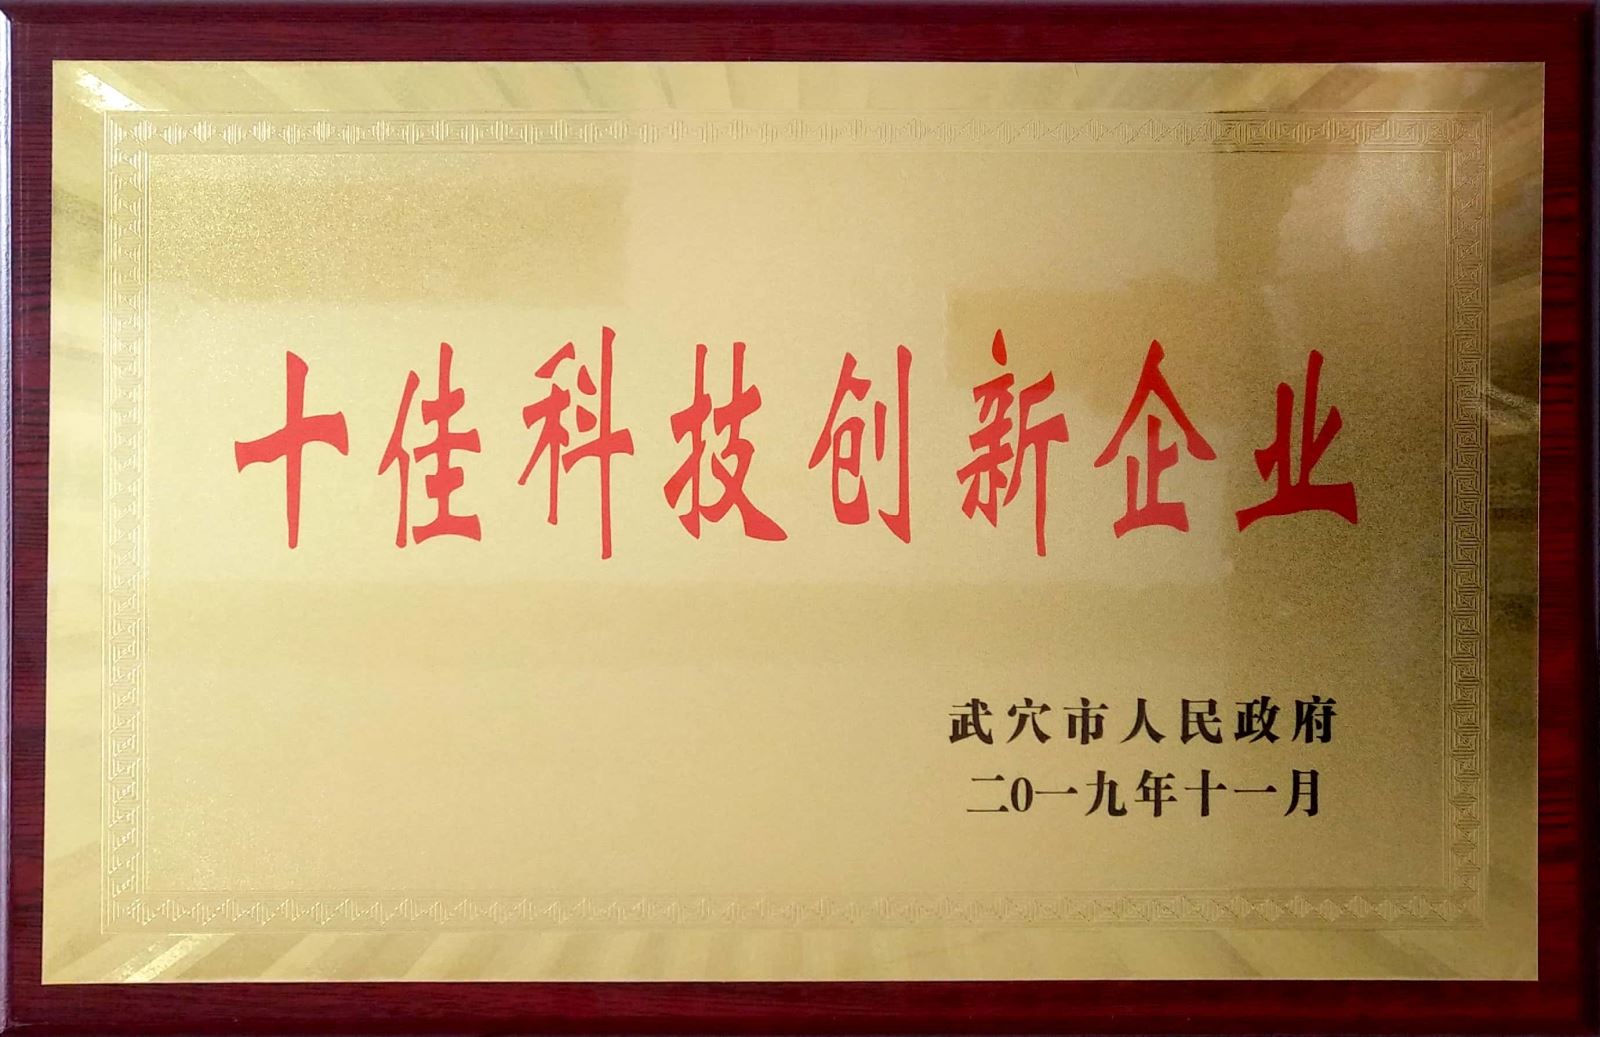 十佳科技创新企业
武穴市人民政府
二0一九年十一月